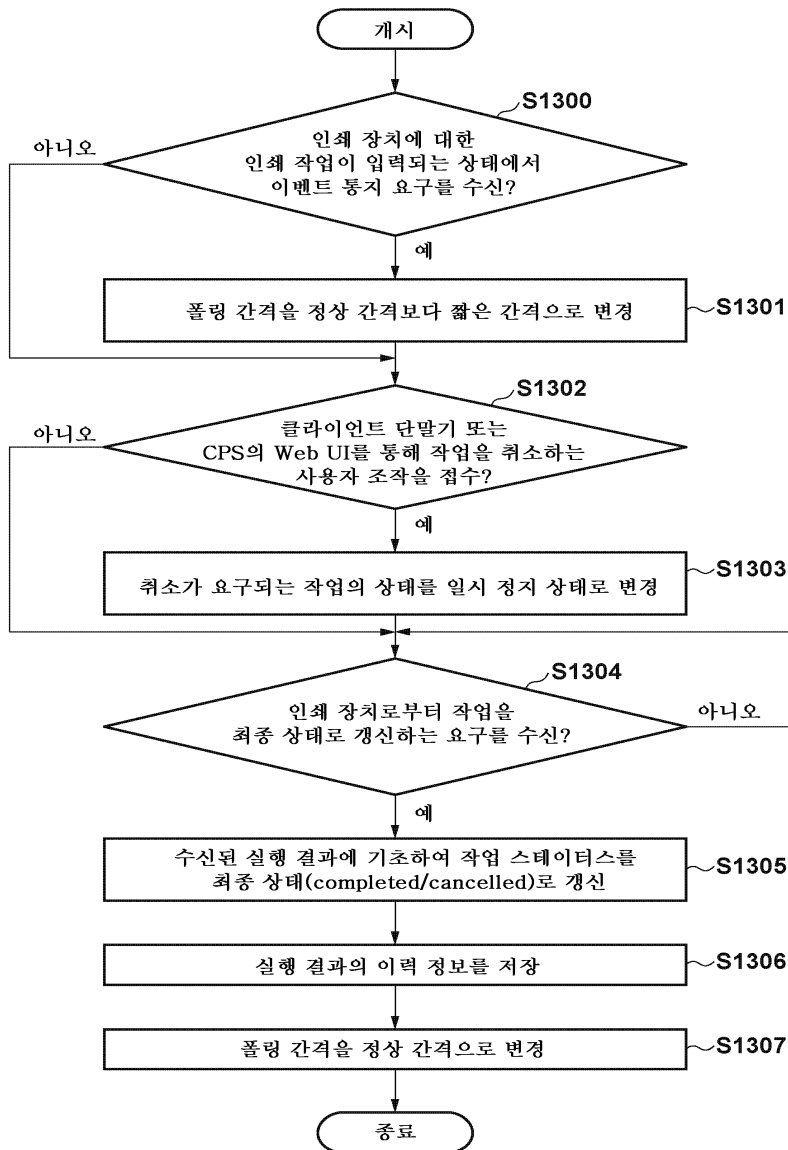 개시
S1300
아니오
인쇄 장치에 대한
인쇄 작업이 입력되는 상태에서
이벤트 통지 요구를 수신?
예
폴링 간격을 정상 간격보다 짧은 간격으로 변경
S1301
S1302
아니오
클라이언트 단말기 또는
CPS의 Web UI를 통해 작업을 취소하는
사용자 조작을 접수?
예
취소가 요구되는 작업의 상태를 일시 정지 상태로 변경
S1303
S1304
인쇄 장치로부터 작업을
최종 상태로 갱신하는 요구를 수신?
아니오
예
수신된 실행 결과에 기초하여 작업 스테이터스를
최종 상태(completed/cancelled)로 갱신
S1305
실행 결과의 이력 정보를 저장
S1306
폴링 간격을 정상 간격으로 변경
S1307
종료